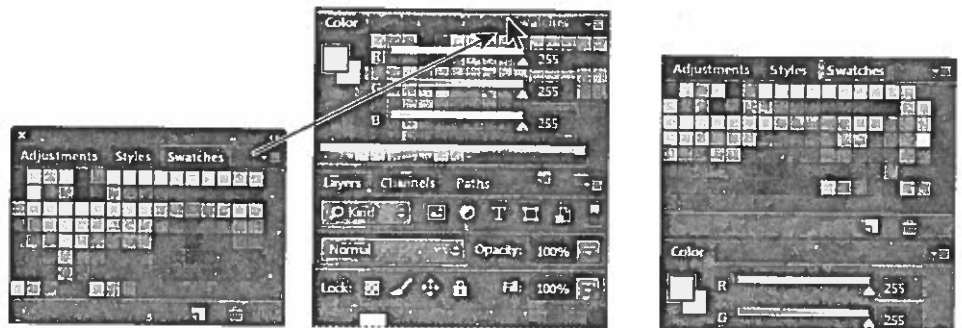 Adjustments Styles Swatches
Color
R 255
255
B 255
Layers Channels Paths
Kind T
Normal Opacity: 100%
Lock: Fill: 100%
Adjustments Styles Swatches
Color
R 255
G 255